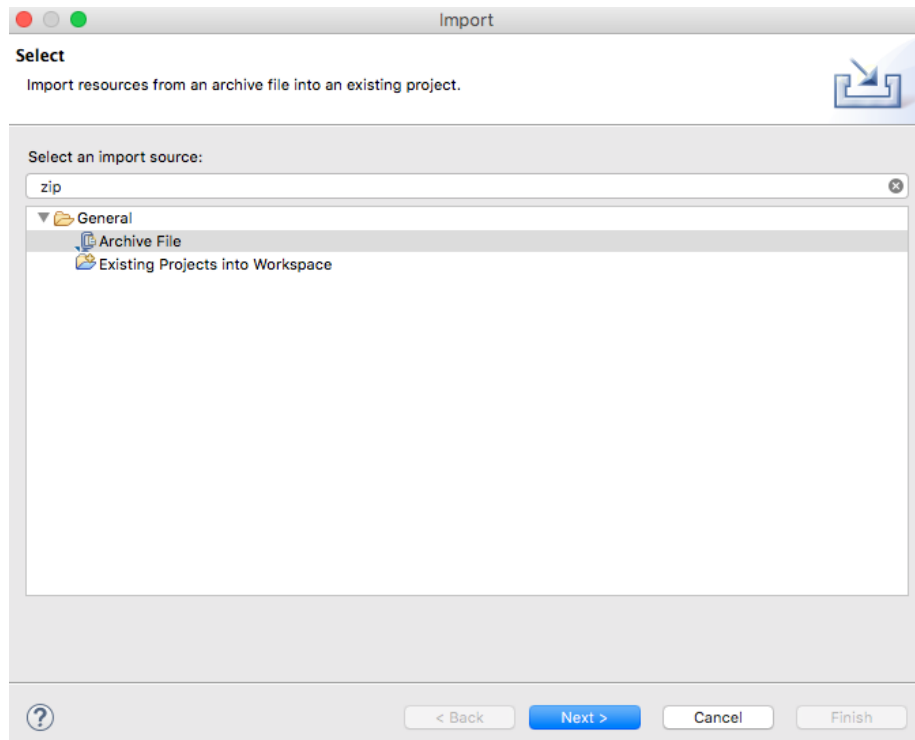 Import
Select
Import resources from an archive file into an existing project.
Select an import source:
zip
General
Archive File
Existing Projects into Workspace
?
< Back
Next >
Cancel
Finish